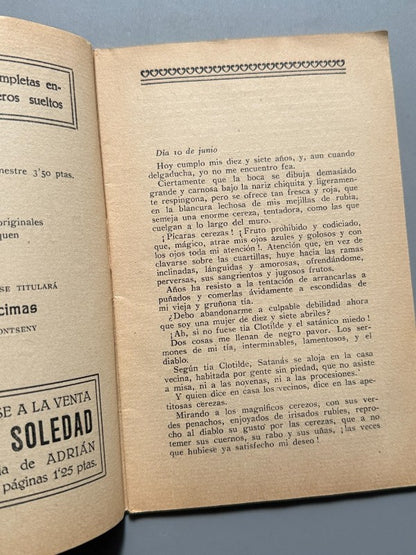 mpletas en-
eros sueltos
nestre 3'50 ptas.
originales
quen
SE TITULARÁ
cimas
ONTSENY
SE A LA VENTA
SOLEDAD
ia de ADRIÁN
páginas 1'25 ptas.
Día 10 de junio
Hoy cumplo mis diez y siete años, y, aun cuando
delgaducha, yo no me encuentro fea.
Ciertamente que la boca se dibuja demasiado
grande y carnosa bajo la nariz chiquita y ligeramen-
te respingona, pero se ofrece tan fresca y roja, que
en la blancura lechosa de mis mejillas de rubia,
semeja una enorme cereza, tentadora, como las que
cuelgan a lo largo del muro.
¡Pícaras cerezas! ¡Fruto prohibido y codiciado,
que, mágico, atrae mis ojos azules y golosos y con
los ojos toda mi atención!. Atención que, en vez de
clavarse sobre las cuartillas, huye hacia las ramas
inclinadas, lánguidas y amorosas, ofrendándome,
perversas, sus sangrientos y jugosos frutos.
Años ha resisto a la tentación de arrancarlas a
puñados y comerlas ávidamente a escondidas de
mi vieja y gruñona tía.
¿Debo abandonarme a culpable debilidad ahora
que soy una mujer de diez y siete abriles?
¡Ah, si no fuese tía Clotilde y el satánico miedo!
Dos cosas me llenan de negro pavor. Los ser-
mones de mi tía, interminables, lamentosos, y el
diablo.
Según tía Clotilde, Satanás se aloja en la casa
vecina, habitada por gente sin piedad, que no asiste
a misa, ni a las novenas, ni a las procesiones.
Y quien dice en casa los vecinos, dice en las ape-
titosas cerezas.
Mirando a los magníficos cerezos, con sus ver-
des penachos, enjoyados de irisados rubíes, repro-
cho al diablo su gusto por las cerezas, que a no
temer sus cuernos, su rabo y sus uñas, ¡las veces
que hubiese ya satisfecho mi deseo!